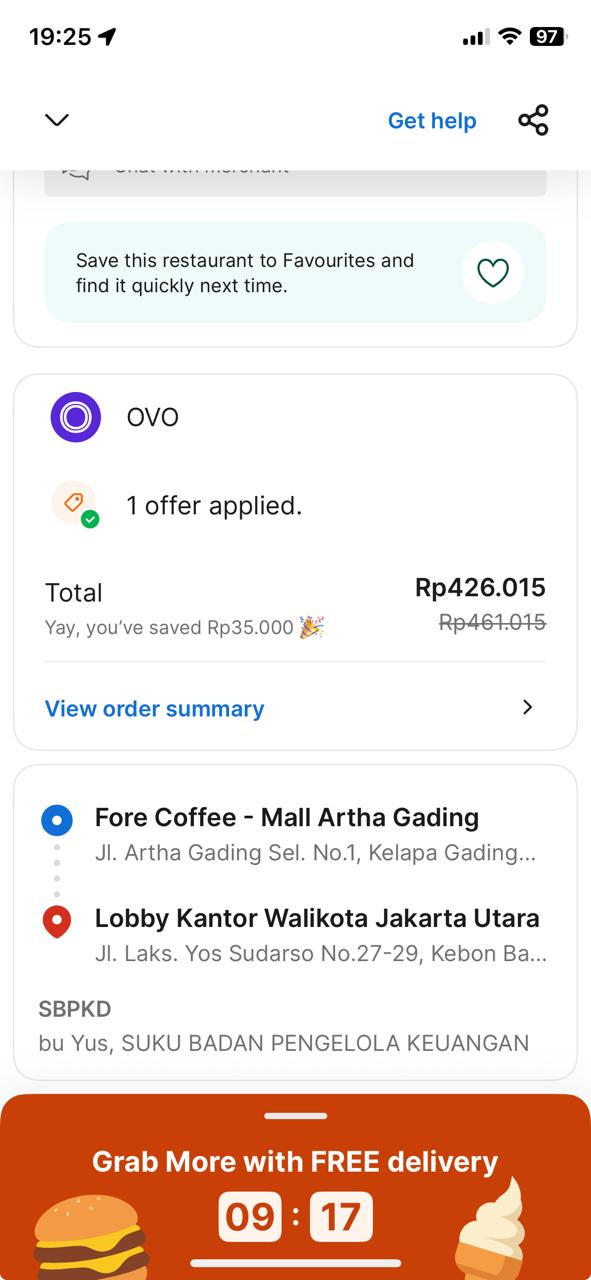 19:25
97
Get help
Chat with merchant
Save this restaurant to Favourites and
find it quickly next time.
OVO
1 offer applied.
Total
Rp426.015
Yay, you’ve saved Rp35.000 🎉
Rp461.015
View order summary
Fore Coffee - Mall Artha Gading
Jl. Artha Gading Sel. No.1, Kelapa Gading...
Lobby Kantor Walikota Jakarta Utara
Jl. Laks. Yos Sudarso No.27-29, Kebon Ba...
SBPKD
bu Yus, SUKU BADAN PENGELOLA KEUANGAN
Grab More with FREE delivery
09 : 17